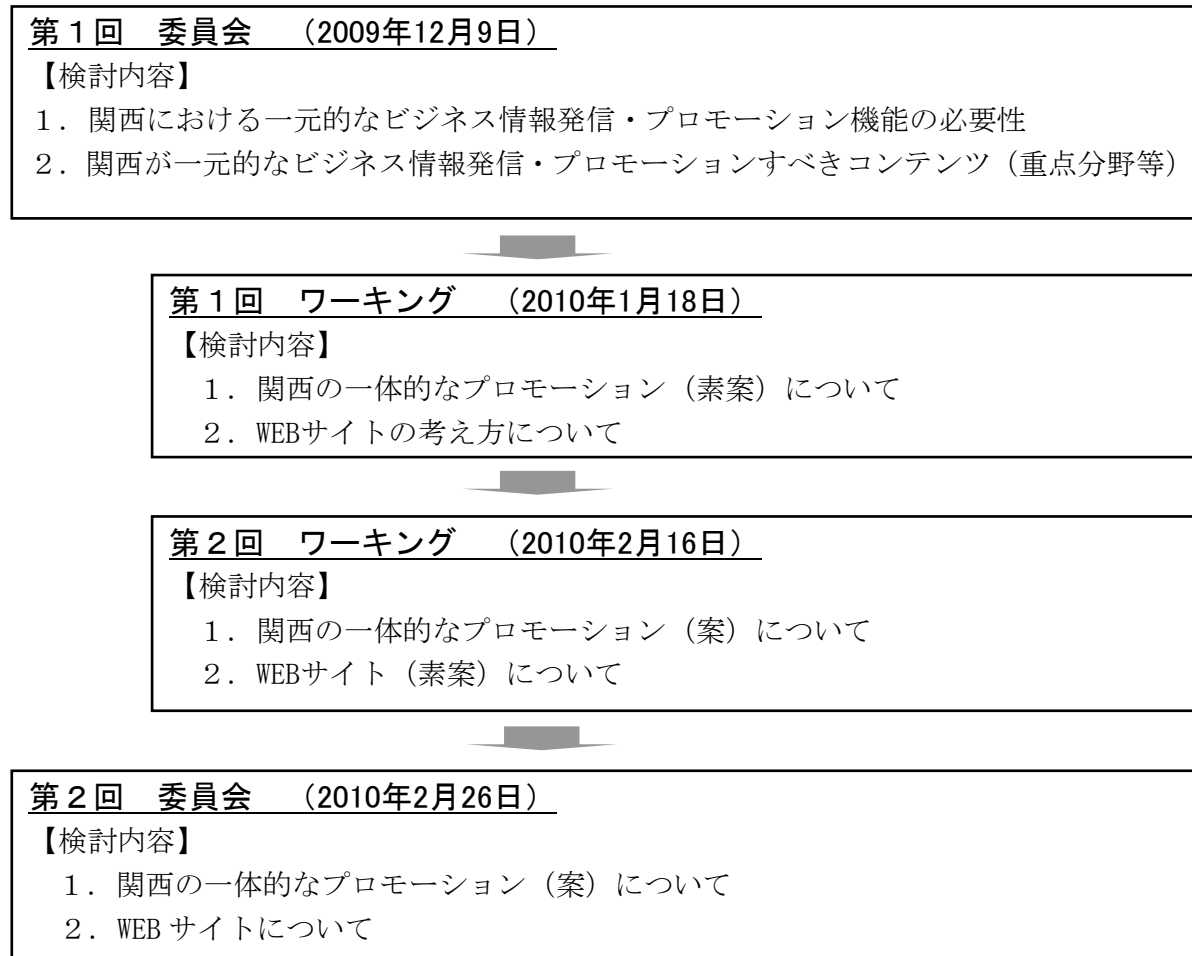 第１回　委員会　（2009年12月9日）
【検討内容】
１．関西における一元的なビジネス情報発信・プロモーション機能の必要性
２．関西が一元的なビジネス情報発信・プロモーションすべきコンテンツ（重点分野等）
第１回　ワーキング　（2010年1月18日）
【検討内容】
１．関西の一体的なプロモーション（素案）について
２．WEBサイトの考え方について
第２回　ワーキング　（2010年2月16日）
【検討内容】
１．関西の一体的なプロモーション（案）について
２．WEBサイト（素案）について
第２回　委員会　（2010年2月26日）
【検討内容】
１．関西の一体的なプロモーション（案）について
２．WEB サイトについて